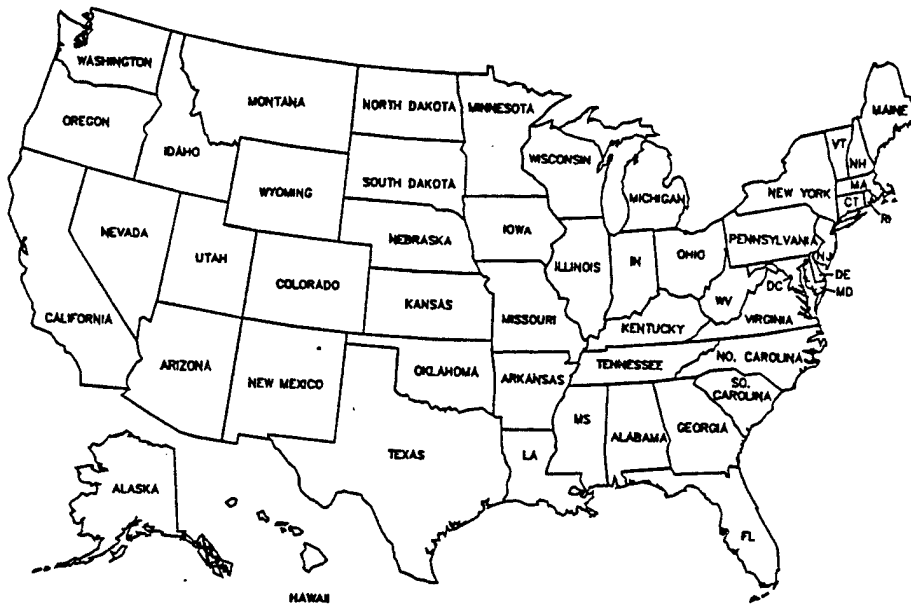 WASHINGTON
MONTANA
NORTH DAKOTA
MINNESOTA
MAINE
OREGON
IDAHO
VT
NH
WISCONSIN
WYOMING
SOUTH DAKOTA
MICHIGAN
NEW YORK
MA
CT
RI
NEVADA
UTAH
NEBRASKA
IOWA
PENNSYLVANIA
COLORADO
ILLINOIS
IN
OHIO
NJ
DE
MD
DC
WV
KANSAS
MISSOURI
KENTUCKY
VIRGINIA
CALIFORNIA
ARIZONA
NEW MEXICO
OKLAHOMA
ARKANSAS
TENNESSEE
NO. CAROLINA
SO.
CAROLINA
MS
ALABAMA
GEORGIA
TEXAS
LA
ALASKA
FL
HAWAII